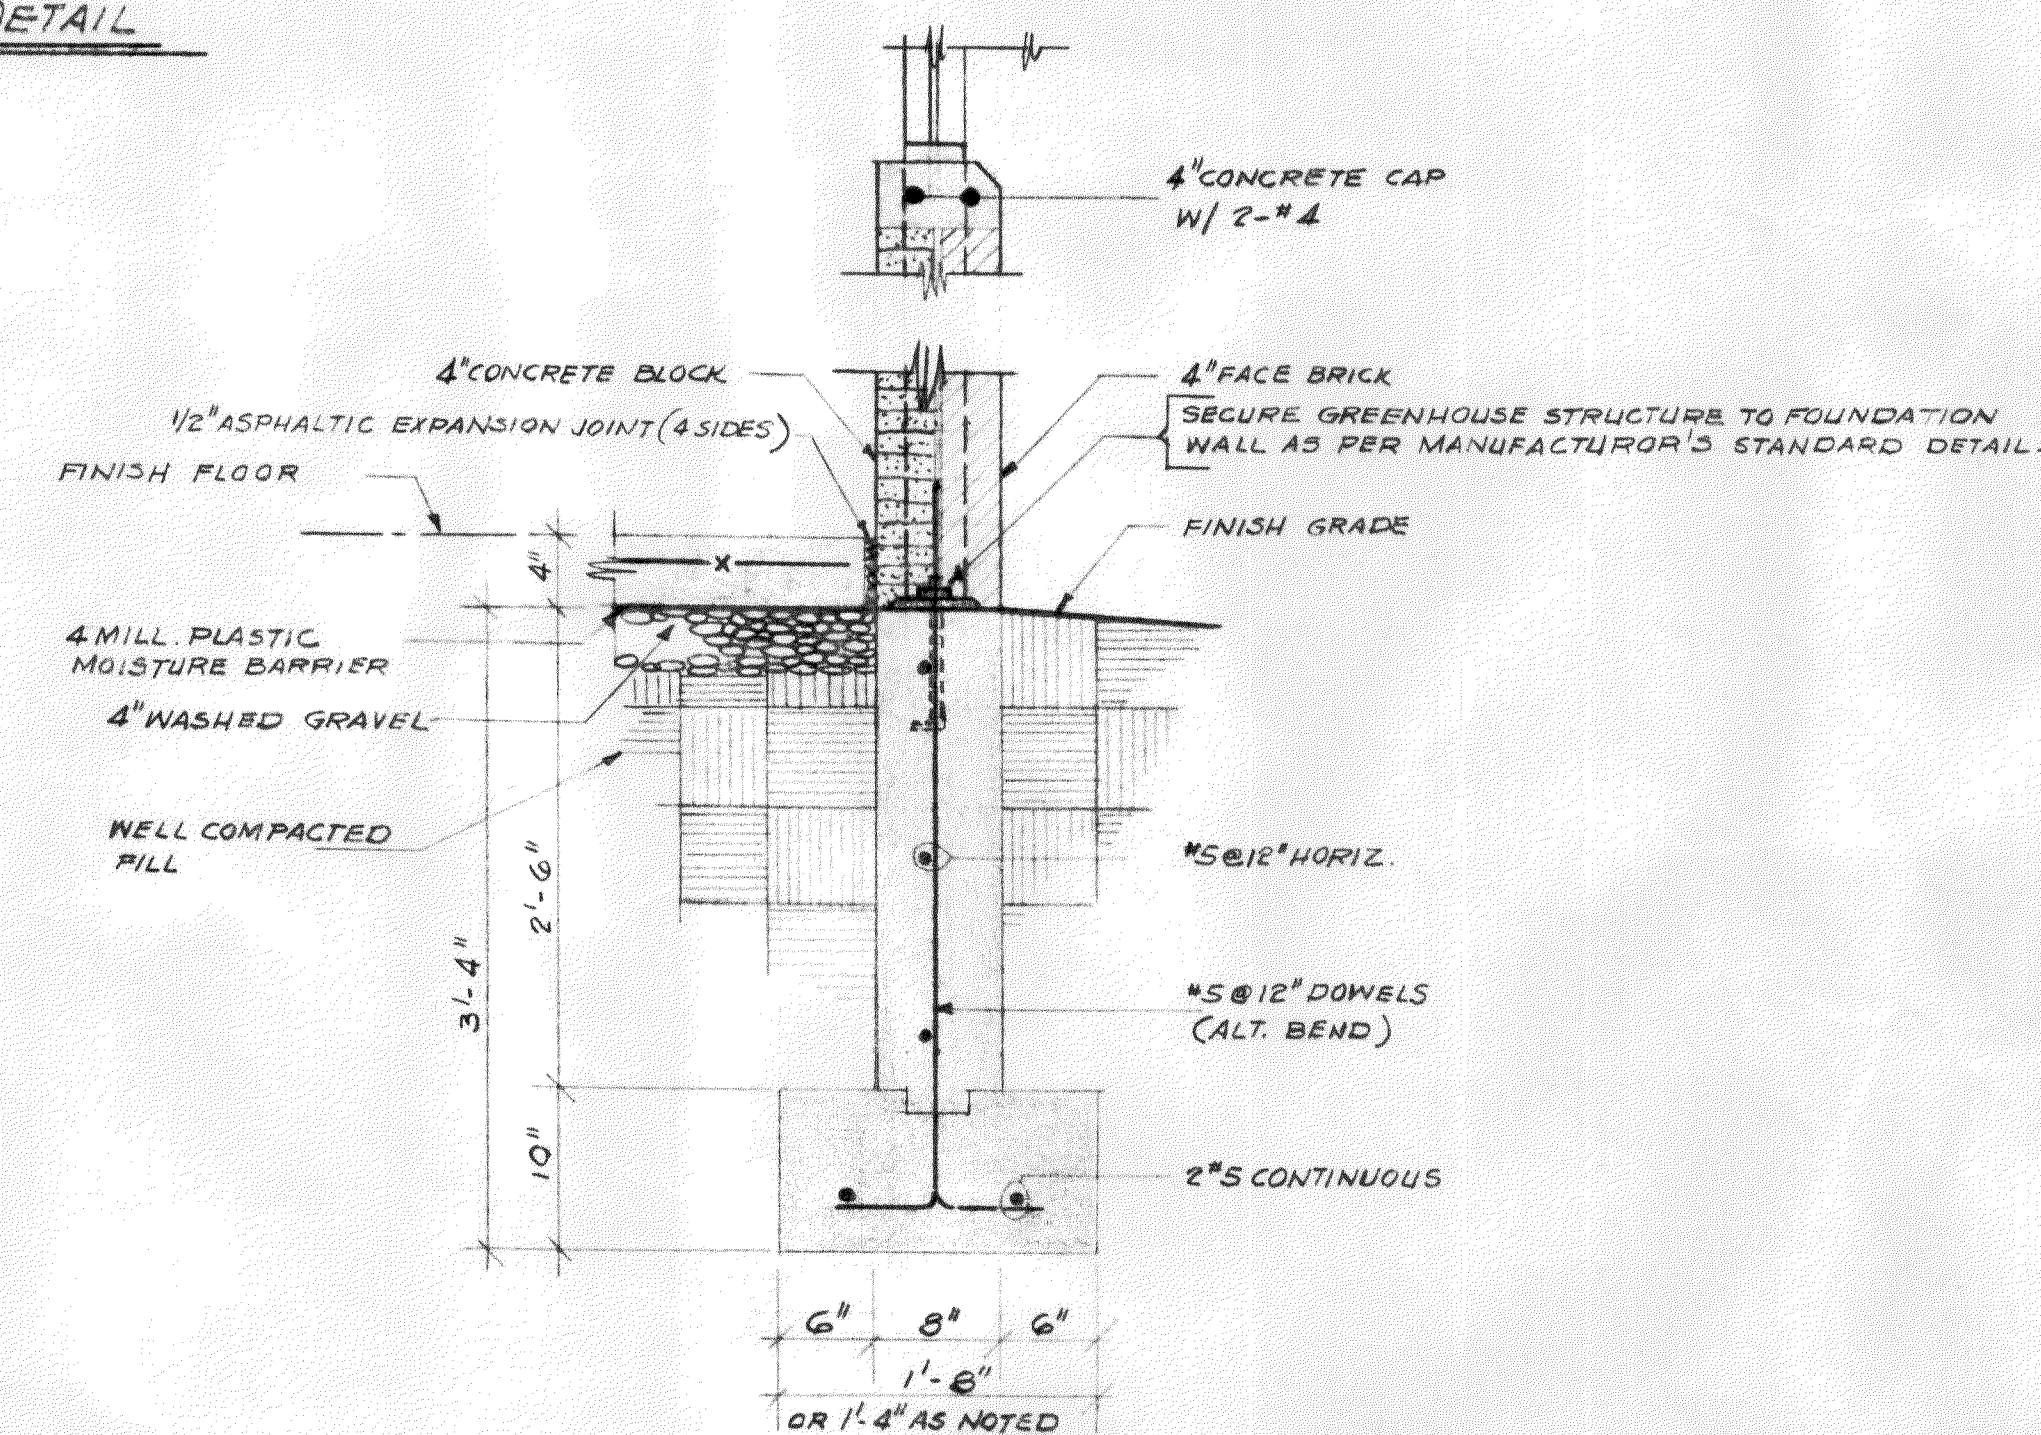 DETAIL
4" CONCRETE CAP
W/ 2-#4
4" CONCRETE BLOCK
4" FACE BRICK
1/2" ASPHALTIC EXPANSION JOINT (4 SIDES)
SECURE GREENHOUSE STRUCTURE TO FOUNDATION
WALL AS PER MANUFACTUROR'S STANDARD DETAIL.
FINISH FLOOR
FINISH GRADE
4"
4 MILL. PLASTIC
MOISTURE BARRIER
4" WASHED GRAVEL
WELL COMPACTED
FILL
2'-6"
#5@12" HORIZ.
3'-4"
#5@12" DOWELS
(ALT. BEND)
10"
2#5 CONTINUOUS
6" 8" 6"
1'-8"
OR 1'-4" AS NOTED